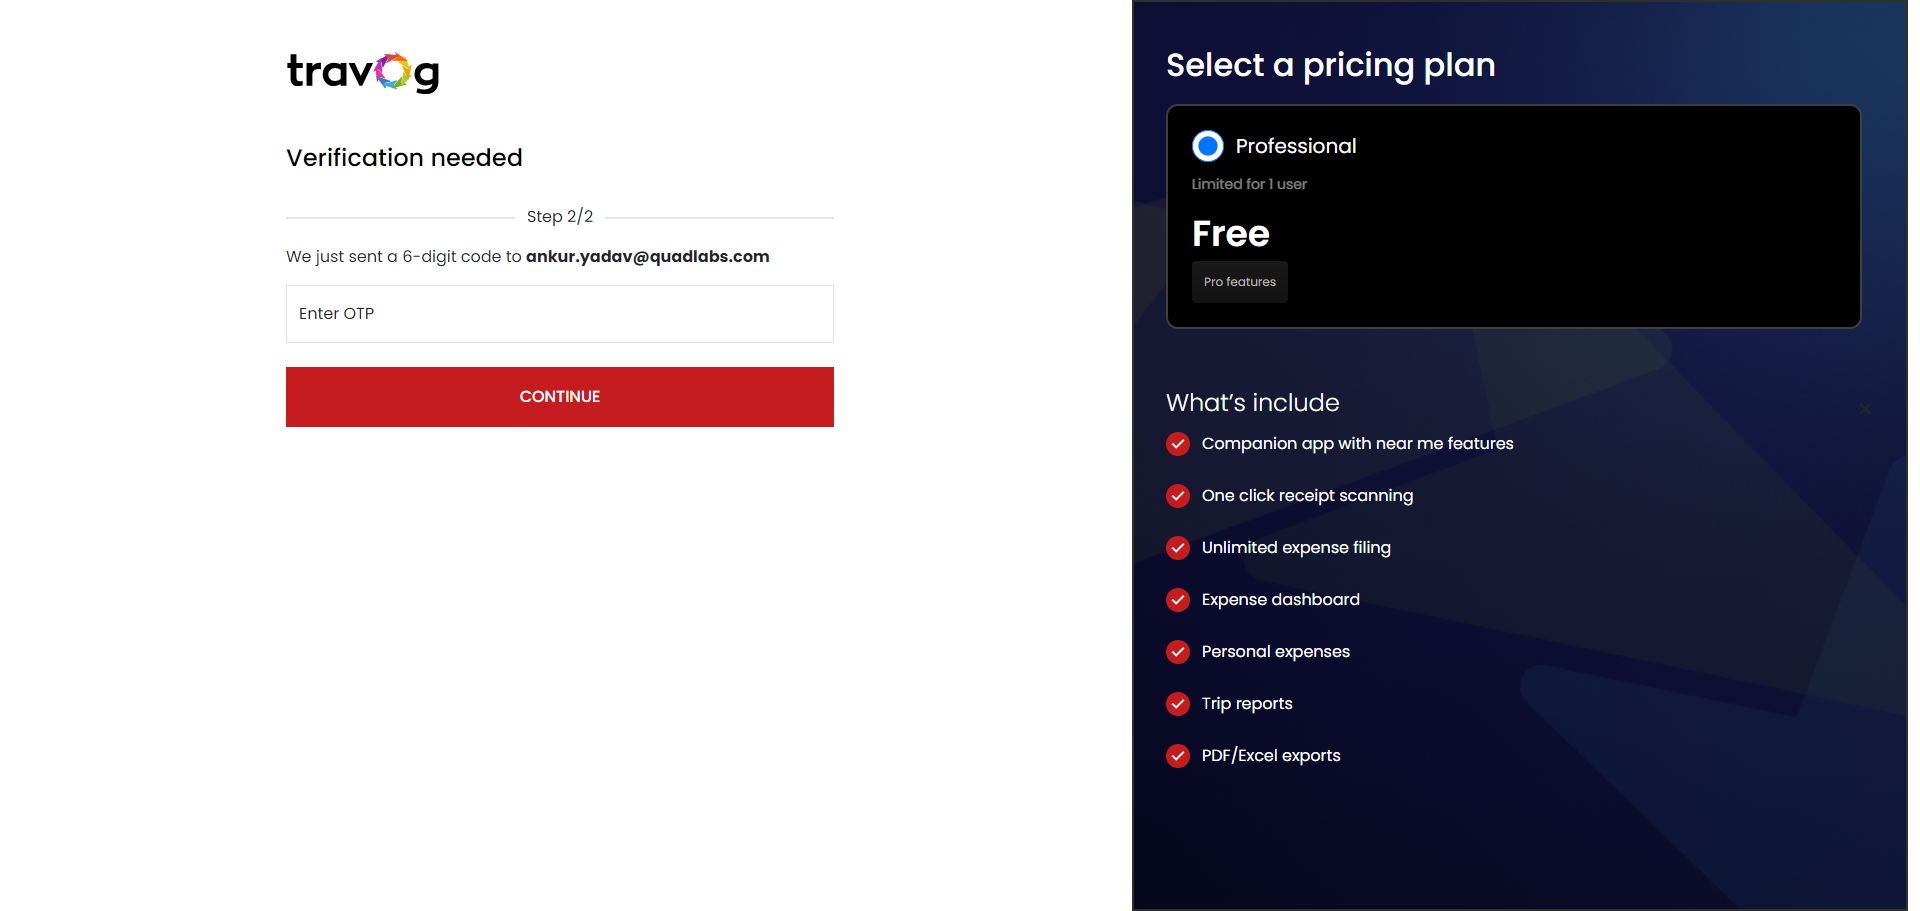 travog
Verification needed
Step 2/2
We just sent a 6-digit code to ankur.yadav@quadlabs.com
Enter OTP
CONTINUE
Select a pricing plan
Professional
Limited for 1 user
Free
Pro features
What’s include
Companion app with near me features
One click receipt scanning
Unlimited expense filing
Expense dashboard
Personal expenses
Trip reports
PDF/Excel exports